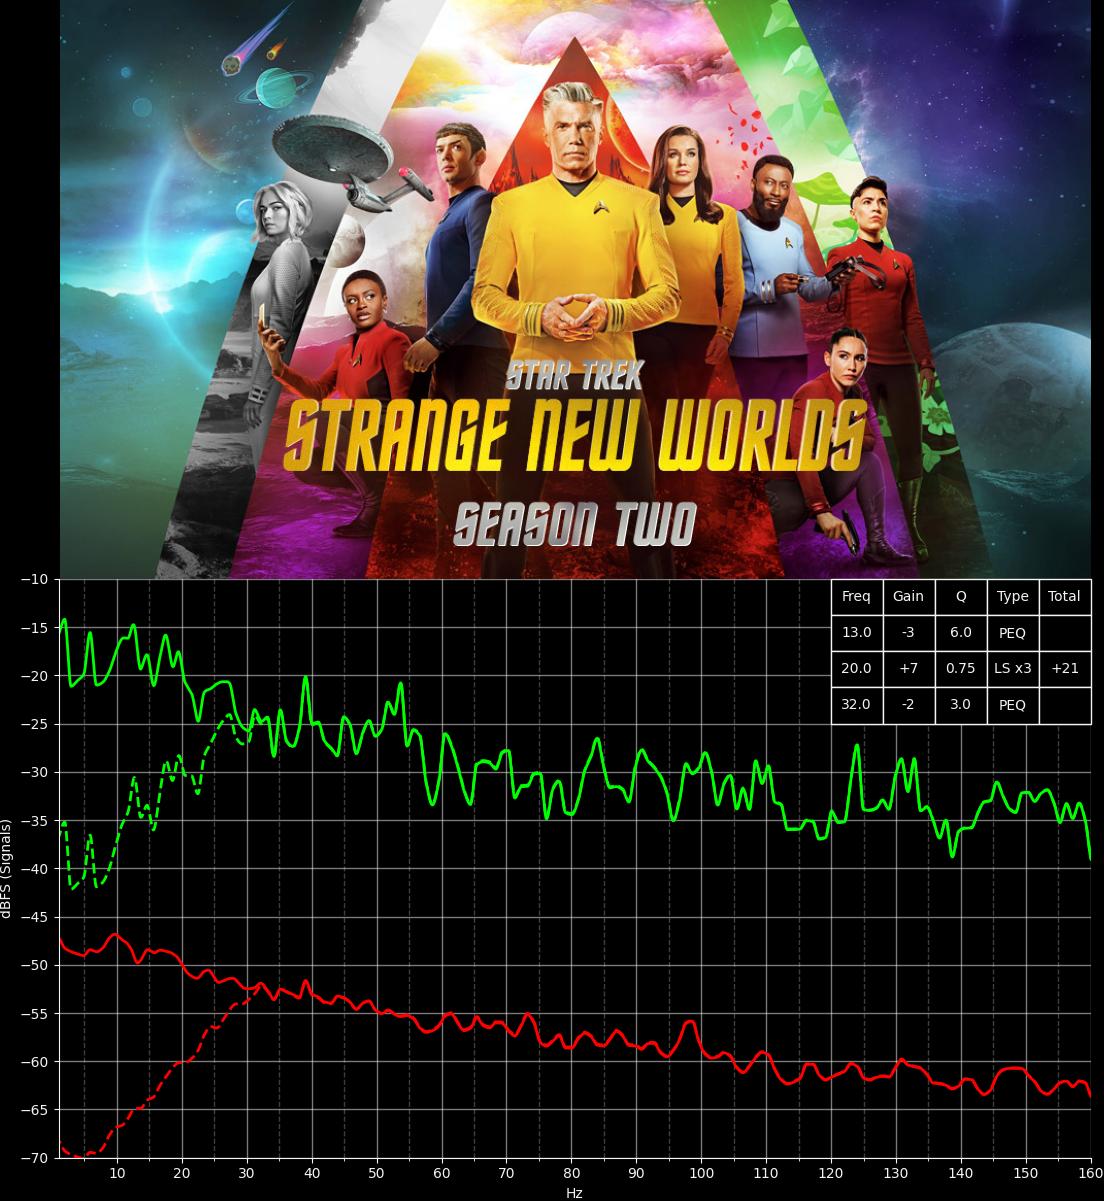 STAR TREK
STRANGE NEW WORLDS
SEASON TWO
Freq Gain Q Type Total
13.0 -3 6.0 PEQ
20.0 +7 0.75 LS x3 +21
32.0 -2 3.0 PEQ
−10
−15
−20
−25
−30
−35
−40
−45
−50
−55
−60
−65
−70
dBFS (Signals)
10 20 30 40 50 60 70 80 90 100 110 120 130 140 150 160
Hz